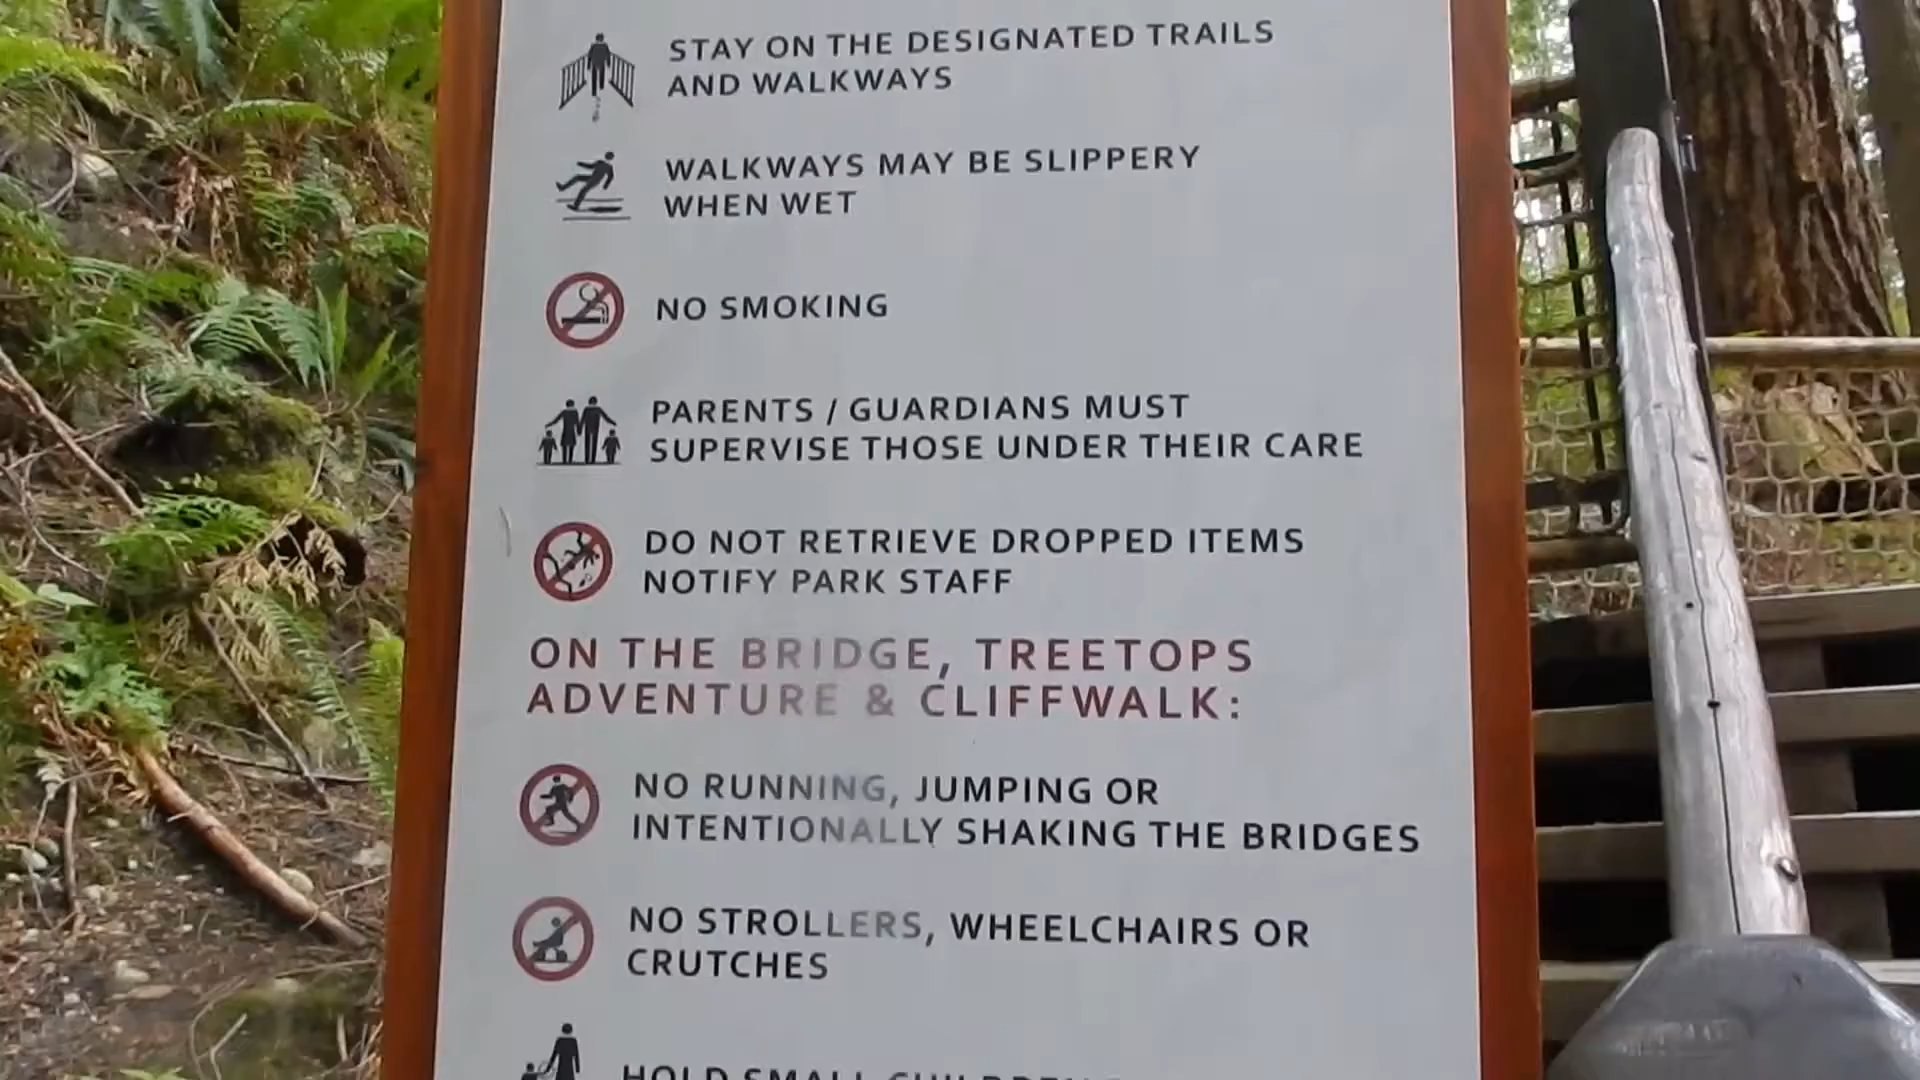 STAY ON THE DESIGNATED TRAILS
AND WALKWAYS
WALKWAYS MAY BE SLIPPERY
WHEN WET
NO SMOKING
PARENTS / GUARDIANS MUST
SUPERVISE THOSE UNDER THEIR CARE
DO NOT RETRIEVE DROPPED ITEMS
NOTIFY PARK STAFF
ON THE BRIDGE, TREETOPS
ADVENTURE & CLIFFWALK:
NO RUNNING, JUMPING OR
INTENTIONALLY SHAKING THE BRIDGES
NO STROLLERS, WHEELCHAIRS OR
CRUTCHES
HOLD SMALL